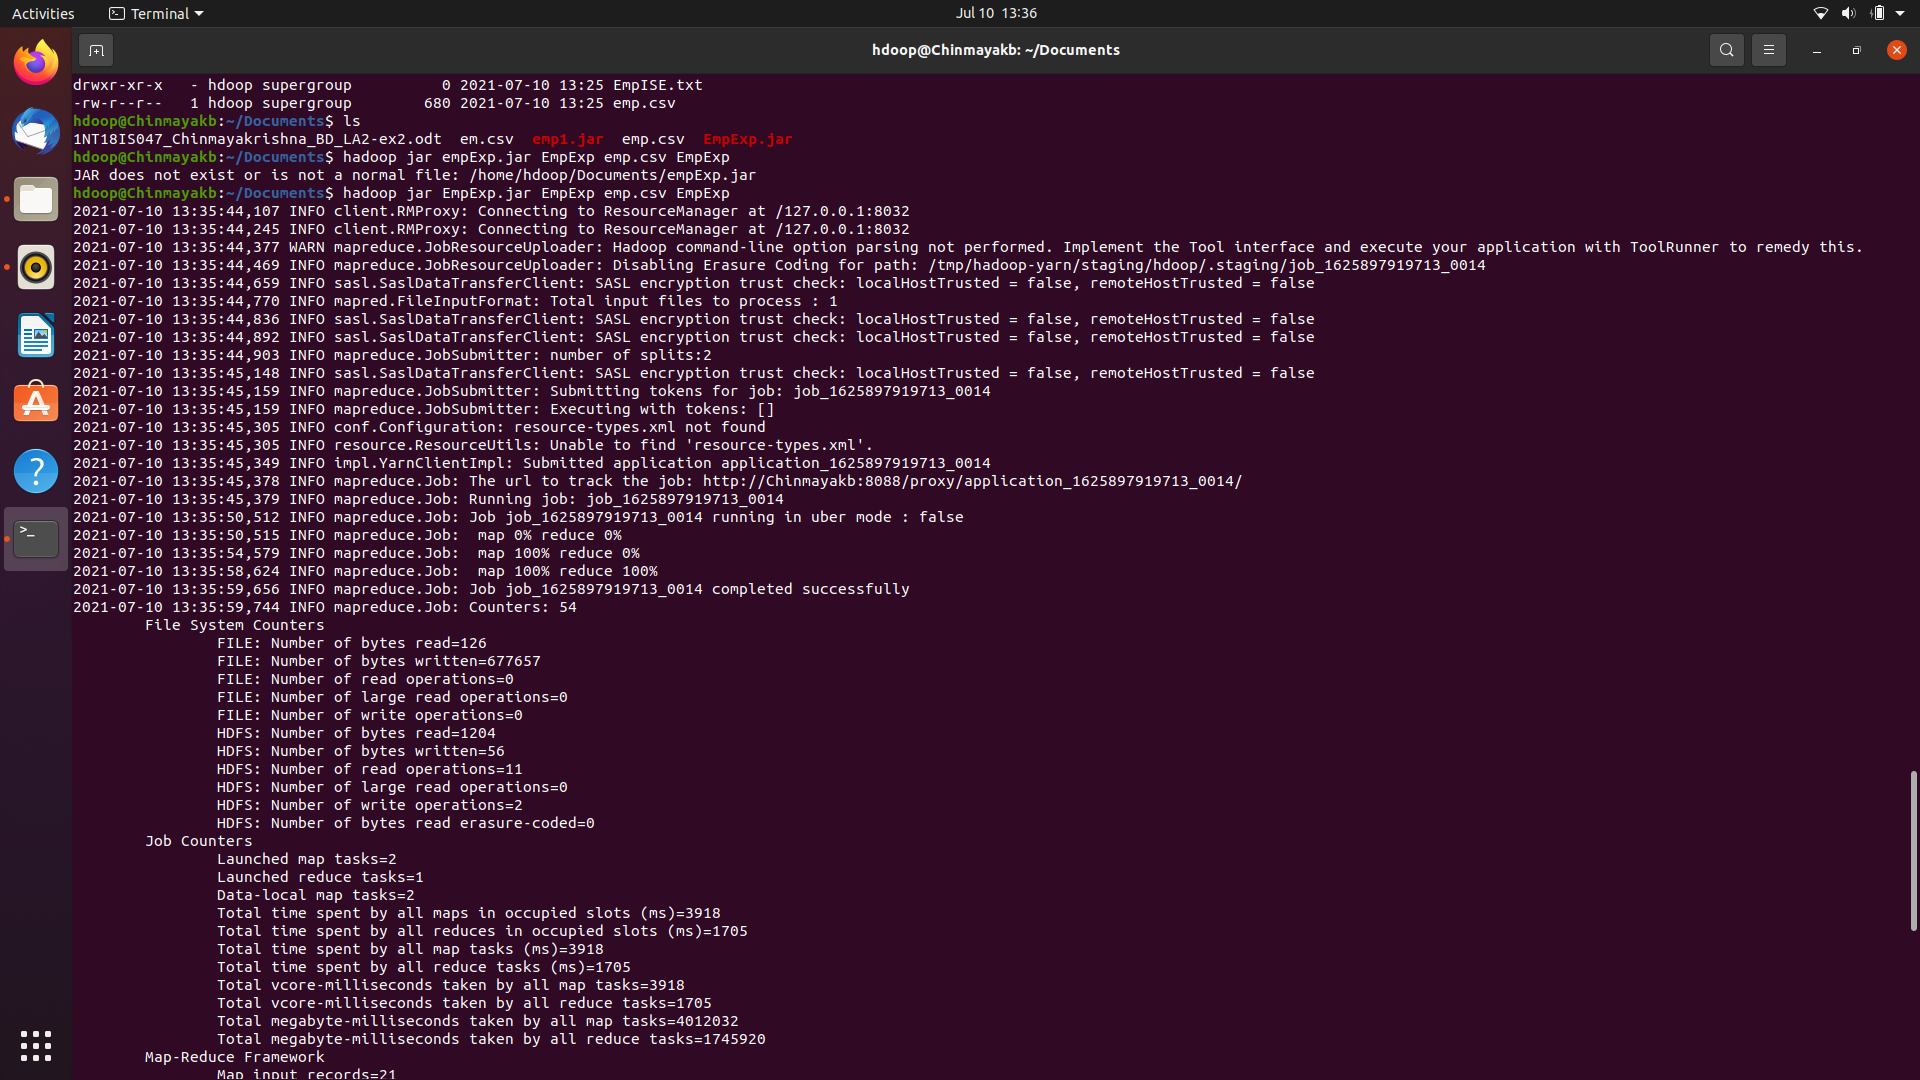 Activities
Terminal
Jul 10 13:36
hdoop@Chinmayakb: ~/Documents
drwxr-xr-x   - hdoop supergroup          0 2021-07-10 13:25 EmpISE.txt
-rw-r--r--   1 hdoop supergroup        680 2021-07-10 13:25 emp.csv
hdoop@Chinmayakb:~/Documents$ ls
1NT18IS047_Chinmayakrishna_BD_LA2-ex2.odt  em.csv  emp1.jar  emp.csv  EmpExp.jar
hdoop@Chinmayakb:~/Documents$ hadoop jar empExp.jar EmpExp emp.csv EmpExp
JAR does not exist or is not a normal file: /home/hdoop/Documents/empExp.jar
hdoop@Chinmayakb:~/Documents$ hadoop jar EmpExp.jar EmpExp emp.csv EmpExp
2021-07-10 13:35:44,107 INFO client.RMProxy: Connecting to ResourceManager at /127.0.0.1:8032
2021-07-10 13:35:44,245 INFO client.RMProxy: Connecting to ResourceManager at /127.0.0.1:8032
2021-07-10 13:35:44,377 WARN mapreduce.JobResourceUploader: Hadoop command-line option parsing not performed. Implement the Tool interface and execute your application with ToolRunner to remedy this.
2021-07-10 13:35:44,469 INFO mapreduce.JobResourceUploader: Disabling Erasure Coding for path: /tmp/hadoop-yarn/staging/hdoop/.staging/job_1625897919713_0014
2021-07-10 13:35:44,659 INFO sasl.SaslDataTransferClient: SASL encryption trust check: localHostTrusted = false, remoteHostTrusted = false
2021-07-10 13:35:44,770 INFO mapred.FileInputFormat: Total input files to process : 1
2021-07-10 13:35:44,836 INFO sasl.SaslDataTransferClient: SASL encryption trust check: localHostTrusted = false, remoteHostTrusted = false
2021-07-10 13:35:44,892 INFO sasl.SaslDataTransferClient: SASL encryption trust check: localHostTrusted = false, remoteHostTrusted = false
2021-07-10 13:35:44,903 INFO mapreduce.JobSubmitter: number of splits:2
2021-07-10 13:35:45,148 INFO sasl.SaslDataTransferClient: SASL encryption trust check: localHostTrusted = false, remoteHostTrusted = false
2021-07-10 13:35:45,159 INFO mapreduce.JobSubmitter: Submitting tokens for job: job_1625897919713_0014
2021-07-10 13:35:45,159 INFO mapreduce.JobSubmitter: Executing with tokens: []
2021-07-10 13:35:45,305 INFO conf.Configuration: resource-types.xml not found
2021-07-10 13:35:45,305 INFO resource.ResourceUtils: Unable to find 'resource-types.xml'.
2021-07-10 13:35:45,349 INFO impl.YarnClientImpl: Submitted application application_1625897919713_0014
2021-07-10 13:35:45,378 INFO mapreduce.Job: The url to track the job: http://Chinmayakb:8088/proxy/application_1625897919713_0014/
2021-07-10 13:35:45,379 INFO mapreduce.Job: Running job: job_1625897919713_0014
2021-07-10 13:35:50,512 INFO mapreduce.Job: Job job_1625897919713_0014 running in uber mode : false
2021-07-10 13:35:50,515 INFO mapreduce.Job:  map 0% reduce 0%
2021-07-10 13:35:54,579 INFO mapreduce.Job:  map 100% reduce 0%
2021-07-10 13:35:58,624 INFO mapreduce.Job:  map 100% reduce 100%
2021-07-10 13:35:59,656 INFO mapreduce.Job: Job job_1625897919713_0014 completed successfully
2021-07-10 13:35:59,744 INFO mapreduce.Job: Counters: 54
File System Counters
FILE: Number of bytes read=126
FILE: Number of bytes written=677657
FILE: Number of read operations=0
FILE: Number of large read operations=0
FILE: Number of write operations=0
HDFS: Number of bytes read=1204
HDFS: Number of bytes written=56
HDFS: Number of read operations=11
HDFS: Number of large read operations=0
HDFS: Number of write operations=2
HDFS: Number of bytes read erasure-coded=0
Job Counters
Launched map tasks=2
Launched reduce tasks=1
Data-local map tasks=2
Total time spent by all maps in occupied slots (ms)=3918
Total time spent by all reduces in occupied slots (ms)=1705
Total time spent by all map tasks (ms)=3918
Total time spent by all reduce tasks (ms)=1705
Total vcore-milliseconds taken by all map tasks=3918
Total vcore-milliseconds taken by all reduce tasks=1705
Total megabyte-milliseconds taken by all map tasks=4012032
Total megabyte-milliseconds taken by all reduce tasks=1745920
Map-Reduce Framework
Map input records=21